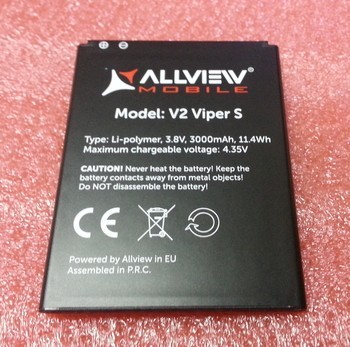 ALLVIEW
MOBILE
Model: V2 Viper S
Type: Li-polymer, 3.8V, 3000mAh, 11.4Wh
Maximum chargeable voltage: 4.35V
CAUTION! Never heat the battery! Keep the
battery contacts away from metal objects!
Do NOT disassemble the battery!
CE
Powered by Allview in EU
Assembled in P.R.C.